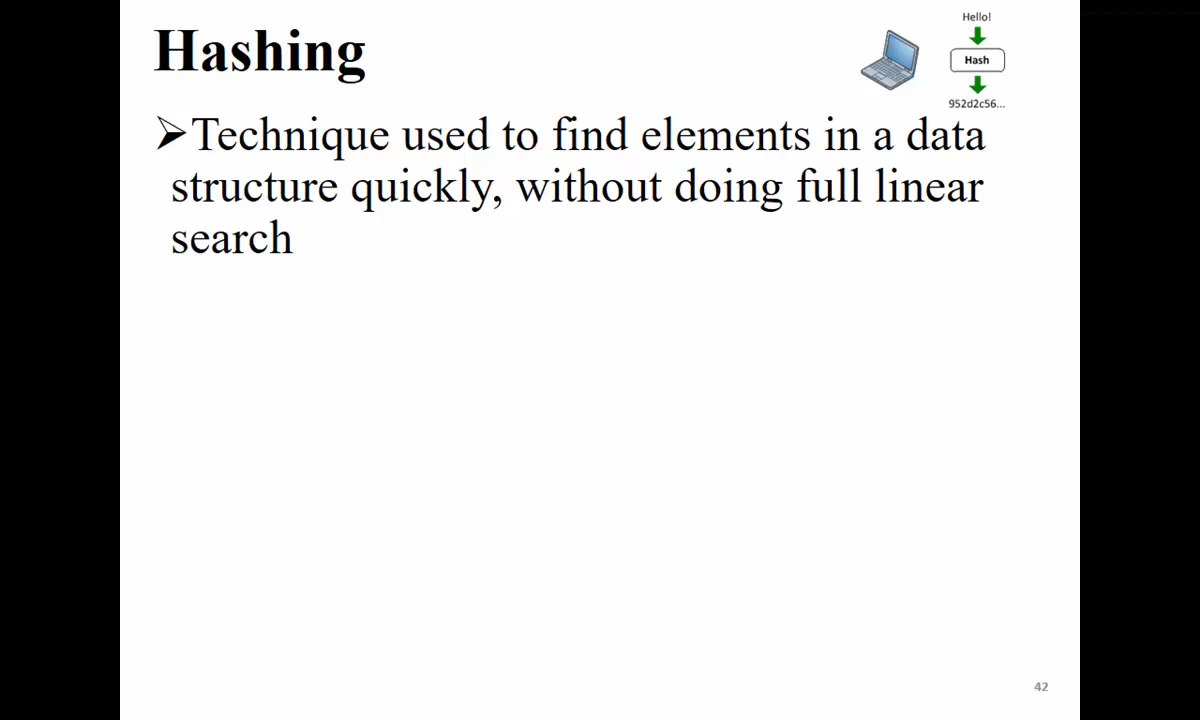 Hashing
Hello!
Hash
952d2c56...
➢Technique used to find elements in a data
structure quickly, without doing full linear
search
42